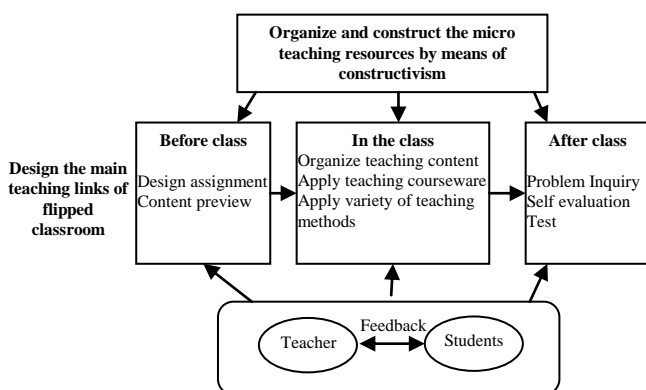 Organize and construct the micro
teaching resources by means of
constructivism
Design the main
teaching links of
flipped
classroom
Before class
Design assignment
Content preview
In the class
Organize teaching content
Apply teaching courseware
Apply variety of teaching
methods
After class
Problem Inquiry
Self evaluation
Test
Teacher
Feedback
Students